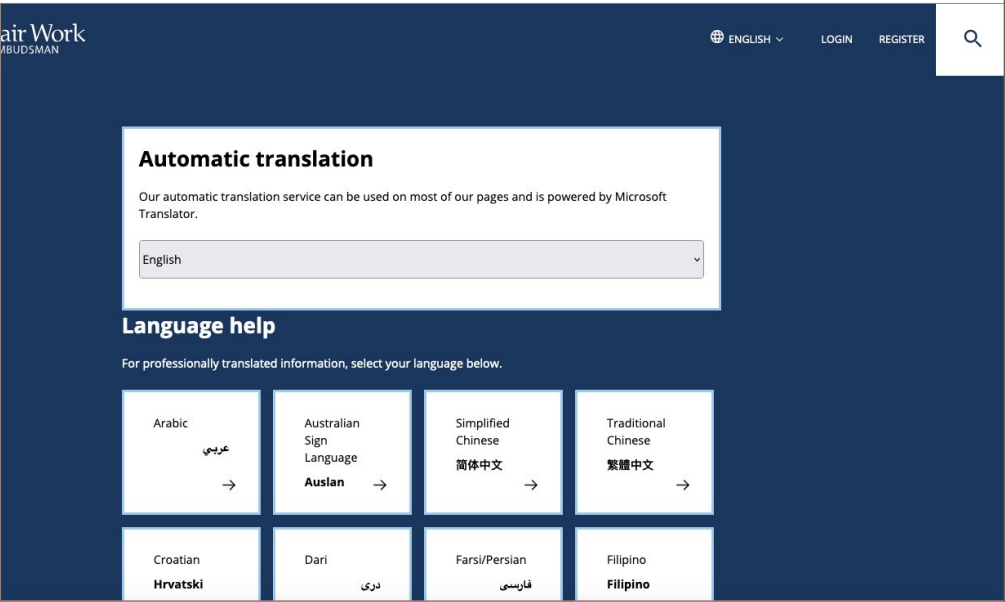 air Work
MBUDSMAN
ENGLISH
LOGIN
REGISTER
Automatic translation
Our automatic translation service can be used on most of our pages and is powered by Microsoft
Translator.
English
Language help
For professionally translated information, select your language below.
Arabic
عربي
Australian
Sign
Language
Auslan
Simplified
Chinese
简体中文
Traditional
Chinese
繁體中文
Croatian
Hrvatski
Dari
دری
Farsi/Persian
فارسی
Filipino
Filipino